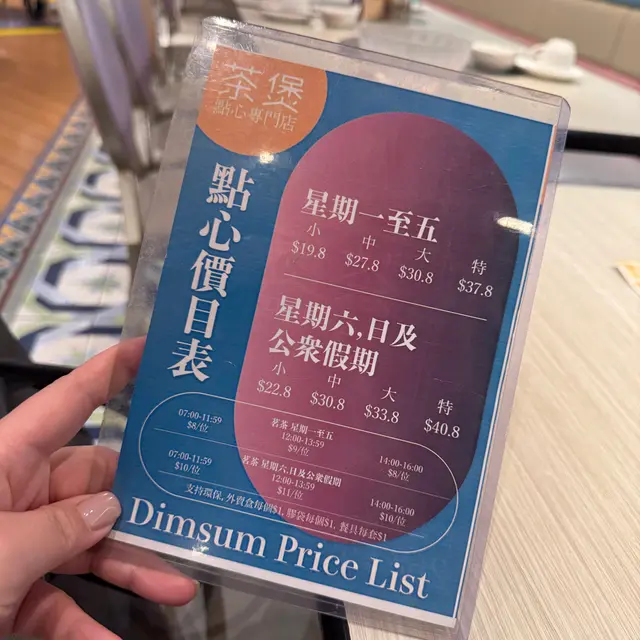 茶煲
點心專門店
點心價目表
星期一至五
小 中 大 特
$19.8 $27.8 $30.8 $37.8
星期六,日及
公眾假期
小 中 大 特
$22.8 $30.8 $33.8 $40.8
茗茶 星期一至五
07:00-11:59 12:00-13:59 14:00-16:00
$8/位 $9/位 $8/位
茗茶 星期六,日及公眾假期
07:00-11:59 12:00-13:59 14:00-16:00
$10/位 $11/位 $10/位
支持環保, 外賣盒每個$1, 膠袋每個$1, 餐具每套$1
Dimsum Price List